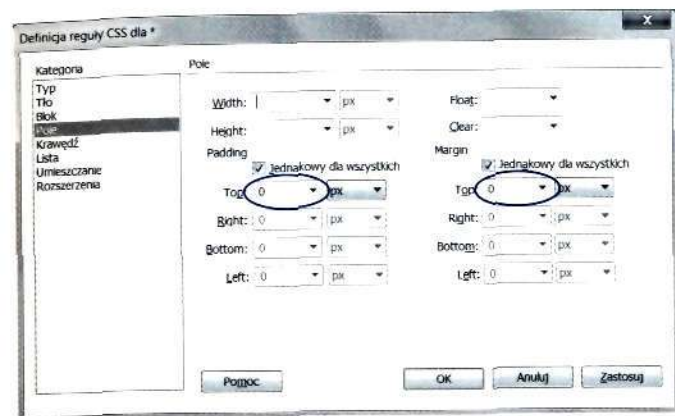 Definicja reguły CSS dla *
X
Kategoria
Typ
Tło
Blok
Pole
Krawędź
Lista
Umieszczanie
Rozszerzenia
Pole
Width: px
Height: px
Padding
Jednakowy dla wszystkich
Top: 0 px
Right: 0 px
Bottom: 0 px
Left: 0 px
Float:
Clear:
Margin
Jednakowy dla wszystkich
Top: 0 px
Right: 0 px
Bottom: 0 px
Left: 0 px
Pomoc
OK
Anuluj
Zastosuj